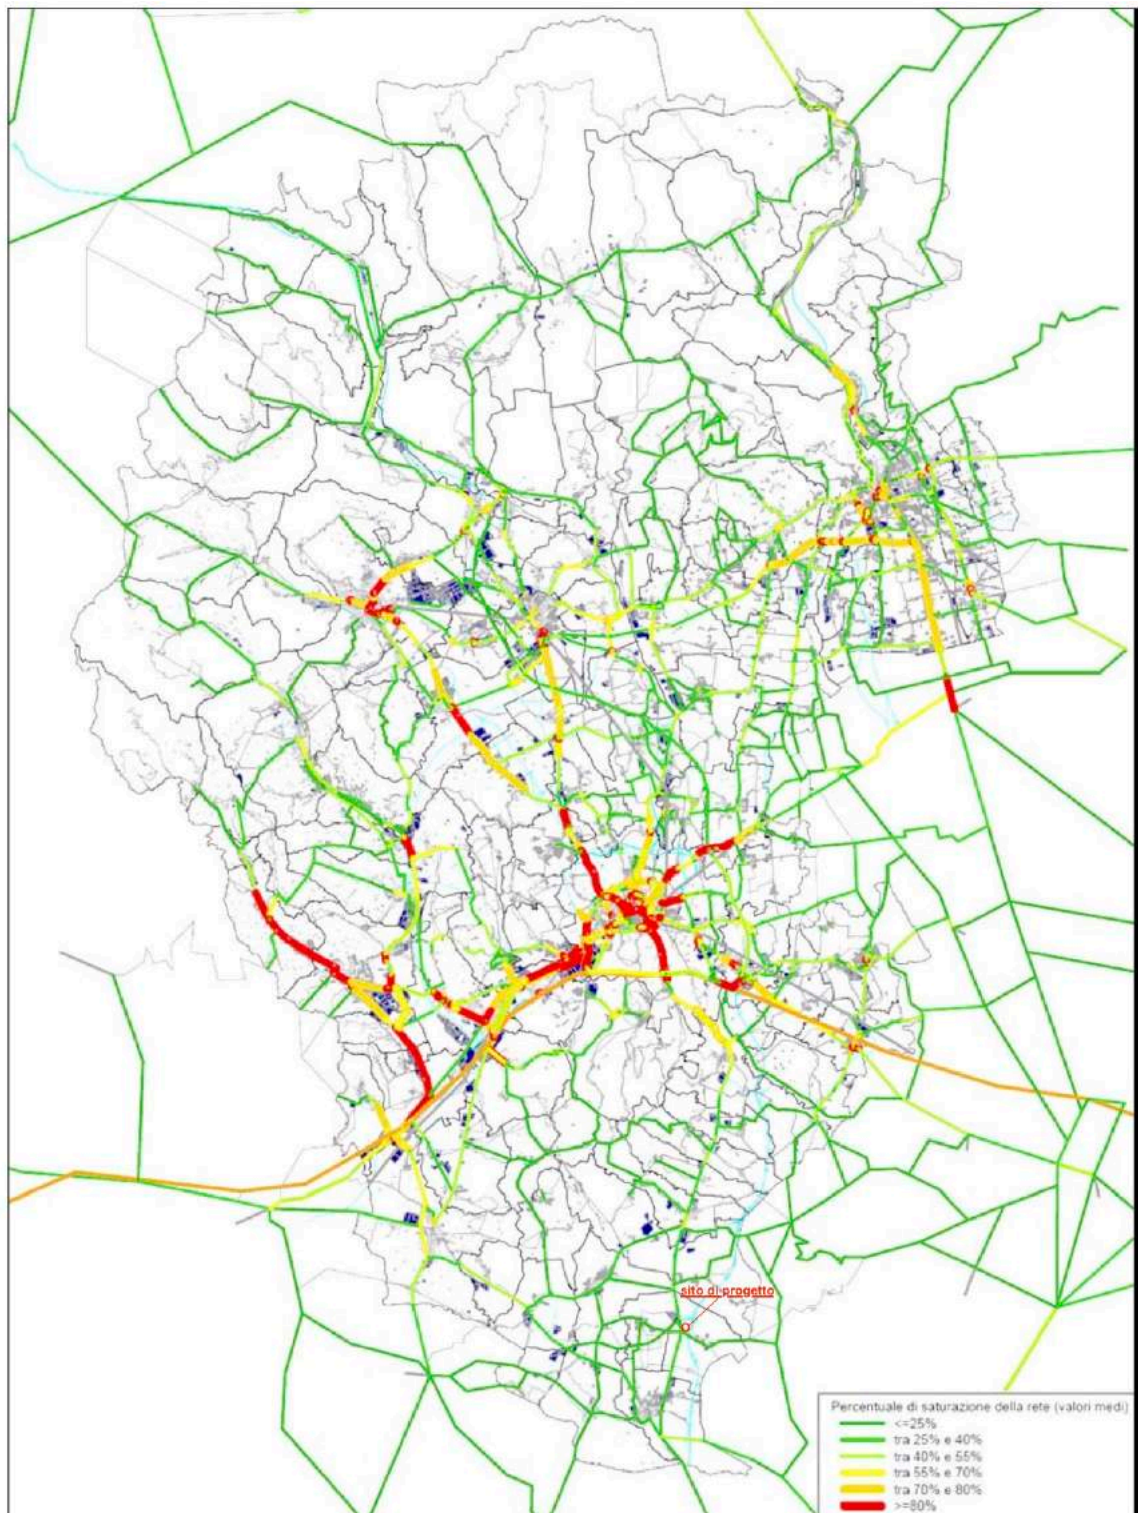 sito di progetto
Percentuale di saturazione della rete (valori medi)
<=25%
tra 25% e 40%
tra 40% e 55%
tra 55% e 70%
tra 70% e 80%
>=80%